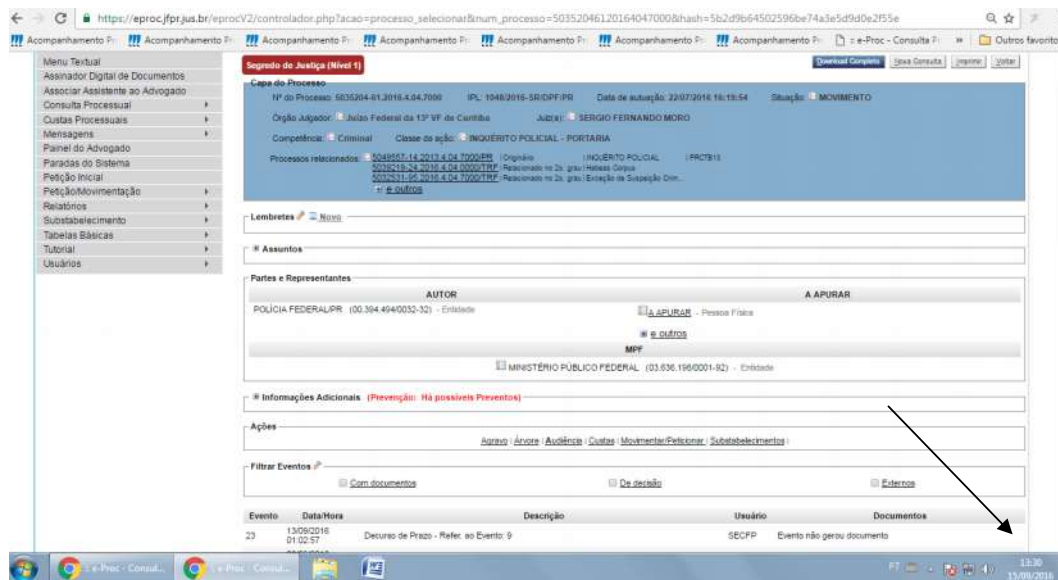 https://eproc.jfpr.jus.br/eprocV2/controlador.php?acao=processo_selecionar&num_processo=50352046120164047000&hash=5b2d9b64502596be74a3e5d9d0e2f55e
Acompanhamento Pr Acompanhamento Pr Acompanhamento Pr Acompanhamento Pr Acompanhamento Pr Acompanhamento Pr Acompanhamento Pr :: e-Proc - Consulta P » Outros favorito
Menu Textual
Assinador Digital de Documentos
Associar Assistente ao Advogado
Consulta Processual
Custas Processuais
Mensagens
Painel do Advogado
Paradas do Sistema
Petição Inicial
Petição/Movimentação
Relatórios
Substabelecimento
Tabelas Básicas
Tutorial
Usuários
Segredo de Justiça (Nível 1)
Download Completo Nova Consulta Imprimir Voltar
Capa do Processo
Nº do Processo: 5035204-61.2016.4.04.7000 IPL: 1048/2016-SR/DPF/PR Data de autuação: 22/07/2016 16:19:54 Situação: MOVIMENTO
Órgão Julgador: Juízo Federal da 13ª VF de Curitiba Juiz(a): SERGIO FERNANDO MORO
Competência: Criminal Classe da ação: INQUÉRITO POLICIAL - PORTARIA
Processos relacionados: 5049557-14.2013.4.04.7000/PR | Originário | INQUÉRITO POLICIAL | PRCTB13
5039219-24.2016.4.04.0000/TRF | Relacionado no 2o. grau | Habeas Corpus
5032531-95.2016.4.04.7000/TRF | Relacionado no 2o. grau | Exceção de Suspeição Crim...
e outros
Lembretes Novo
Assuntos
Partes e Representantes
AUTOR A APURAR
POLÍCIA FEDERAL/PR (00.394.494/0032-32) - Entidade A APURAR - Pessoa Física
e outros
MPF
MINISTÉRIO PÚBLICO FEDERAL (03.636.198/0001-92) - Entidade
Informações Adicionais (Prevenção: Há possíveis Preventos)
Ações
Agravo | Árvore | Audiência | Custas | Movimentar/Peticionar | Substabelecimentos |
Filtrar Eventos
Com documentos De decisão Externos
Evento Data/Hora Descrição Usuário Documentos
23 13/09/2016 01:02:57 Decurso de Prazo - Refer. ao Evento: 9 SECFP Evento não gerou documento
:: e-Proc - Consul... :: e-Proc - Consul... PT 13:30
15/09/2016